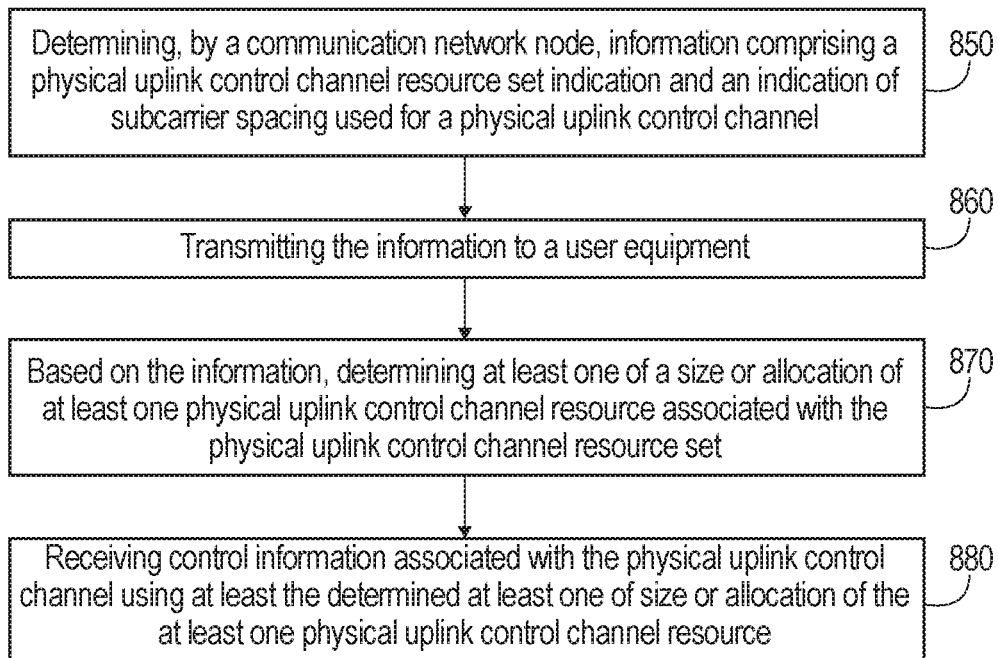 Determining, by a communication network node, information comprising a
physical uplink control channel resource set indication and an indication of
subcarrier spacing used for a physical uplink control channel
850
860
Transmitting the information to a user equipment
870
Based on the information, determining at least one of a size or allocation of
at least one physical uplink control channel resource associated with the
physical uplink control channel resource set
880
Receiving control information associated with the physical uplink control
channel using at least the determined at least one of size or allocation of the
at least one physical uplink control channel resource